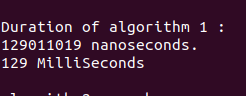 Duration of algorithm 1 :
129011019 nanoseconds.
129 MilliSeconds